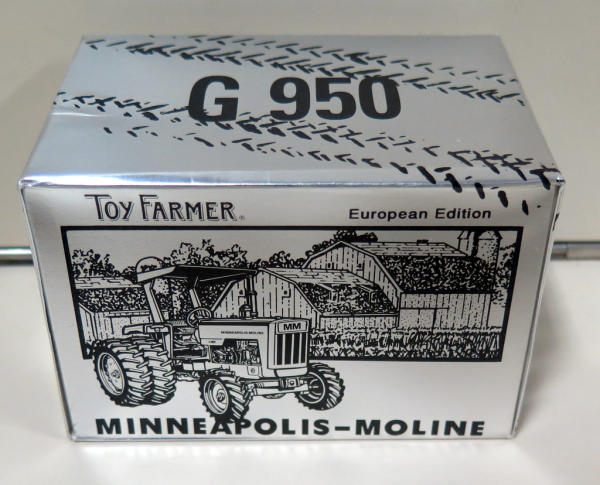 G 950
TOY FARMER®
European Edition
MINNEAPOLIS-MOLINE
MM
MINNEAPOLIS–MOLINE